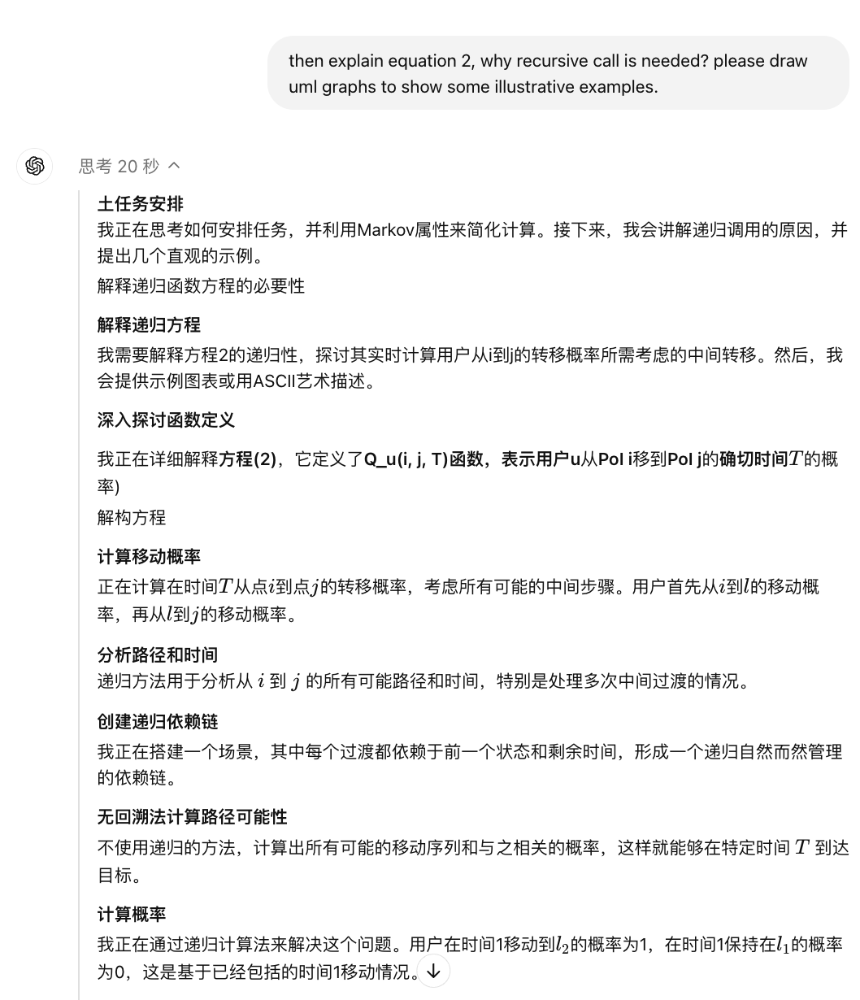 then explain equation 2, why recursive call is needed? please draw
uml graphs to show some illustrative examples.
思考 20 秒
土任务安排
我正在思考如何安排任务，并利用Markov属性来简化计算。接下来，我会讲解递归调用的原因，并
提出几个直观的示例。
解释递归函数方程的必要性
解释递归方程
我需要解释方程2的递归性，探讨其实时计算用户从i到j的转移概率所需考虑的中间转移。然后，我
会提供示例图表或用ASCII艺术描述。
深入探讨函数定义
我正在详细解释方程(2)，它定义了Q_u(i, j, T)函数，表示用户u从PoI i移到PoI j的确切时间T的概
率)
解构方程
计算移动概率
正在计算在时间T从点i到点j的转移概率，考虑所有可能的中间步骤。用户首先从i到l的移动概
率，再从l到j的移动概率。
分析路径和时间
递归方法用于分析从 i 到 j 的所有可能路径和时间，特别是处理多次中间过渡的情况。
创建递归依赖链
我正在搭建一个场景，其中每个过渡都依赖于前一个状态和剩余时间，形成一个递归自然而然管理
的依赖链。
无回溯法计算路径可能性
不使用递归的方法，计算出所有可能的移动序列和与之相关的概率，这样就能够在特定时间 T 到达
目标。
计算概率
我正在通过递归计算法来解决这个问题。用户在时间1移动到l₂的概率为1，在时间1保持在l₁的概率
为0，这是基于已经包括的时间1移动情况。